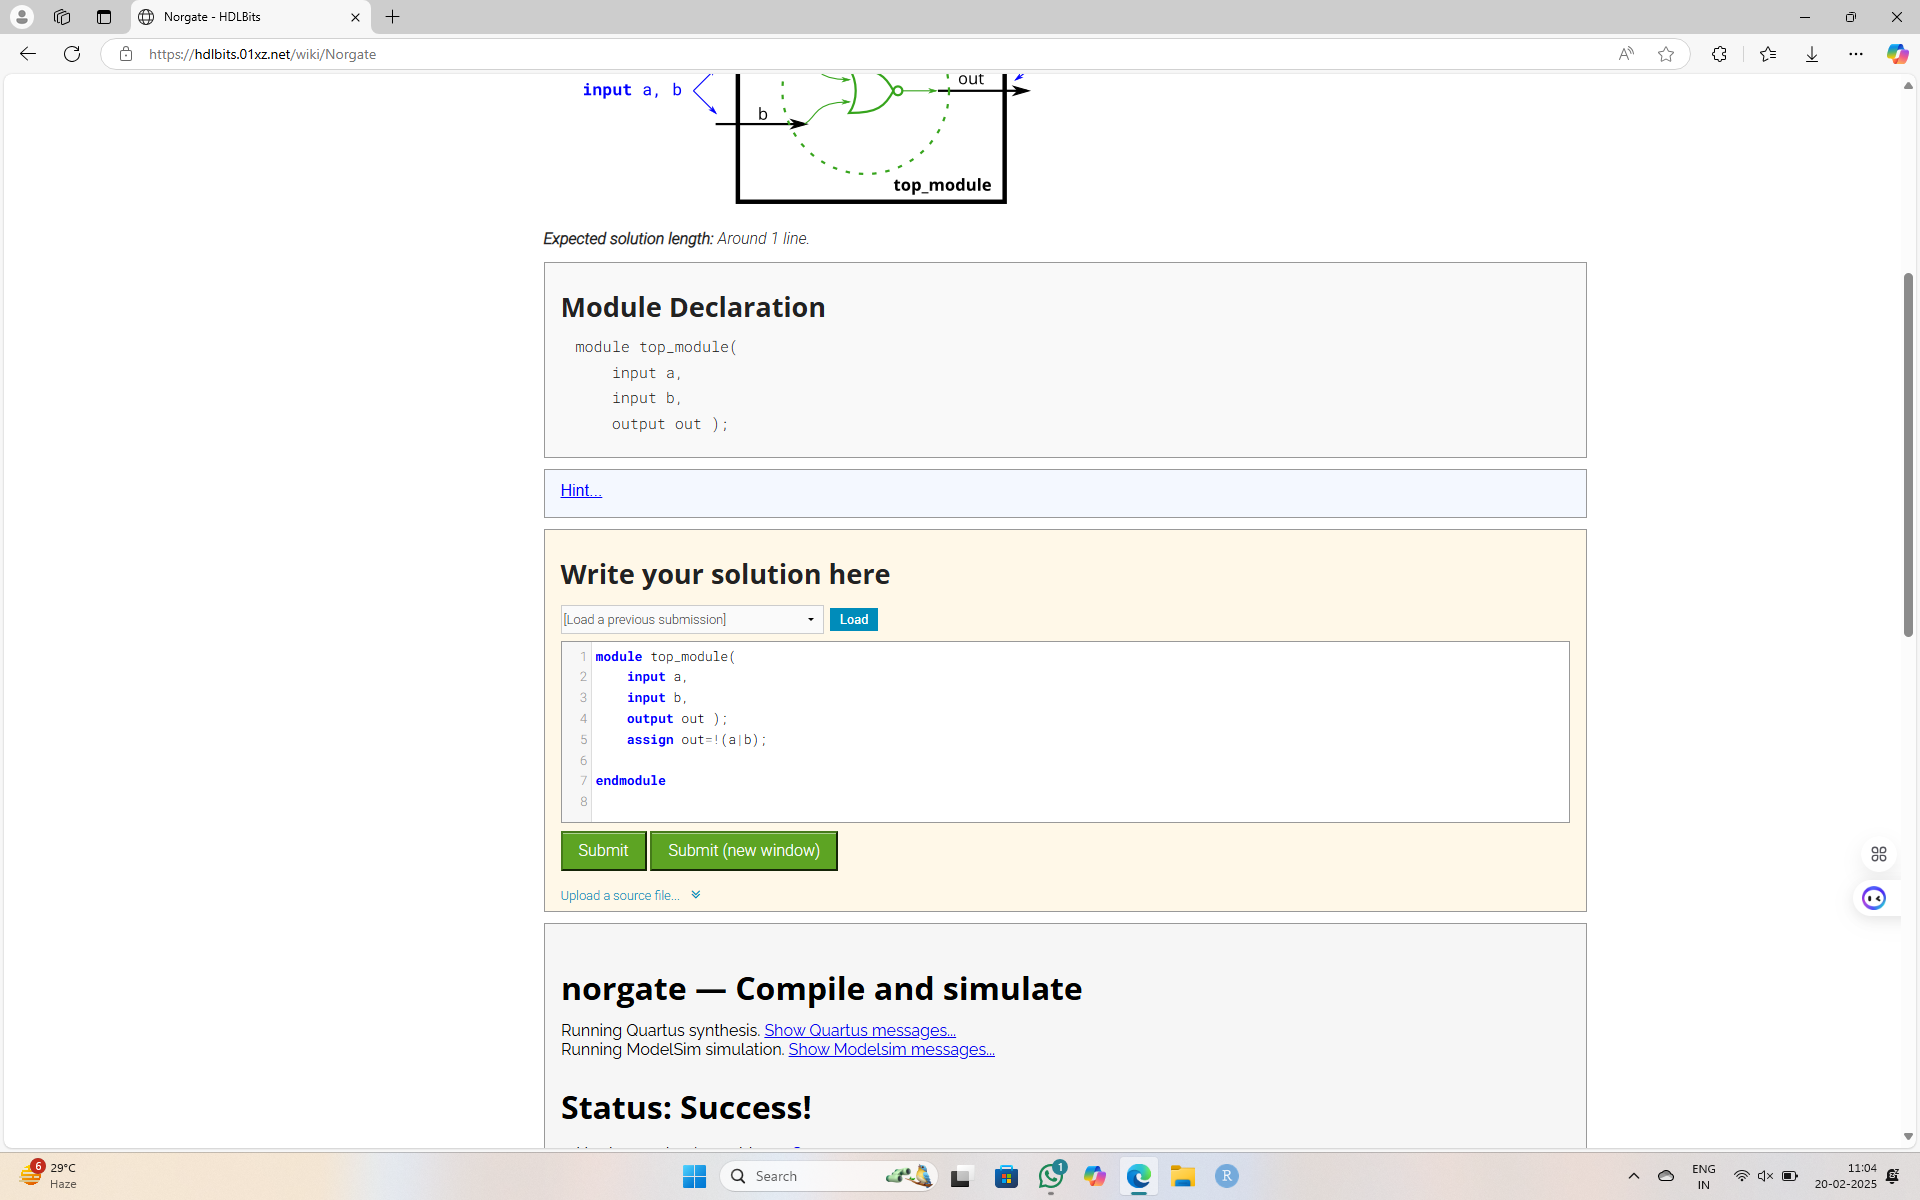 Norgate - HDLBits
https://hdlbits.01xz.net/wiki/Norgate
out
input a, b
b
top_module
Expected solution length: Around 1 line.
Module Declaration
module top_module(
input a,
input b,
output out );
Hint...
Write your solution here
[Load a previous submission]
Load
1 module top_module(
2 input a,
3 input b,
4 output out );
5 assign out=!(a|b);
6
7 endmodule
8
Submit
Submit (new window)
Upload a source file...
norgate — Compile and simulate
Running Quartus synthesis. Show Quartus messages...
Running ModelSim simulation. Show Modelsim messages...
Status: Success!
6
29°C
Haze
Search
1
R
ENG
IN
11:04
20-02-2025